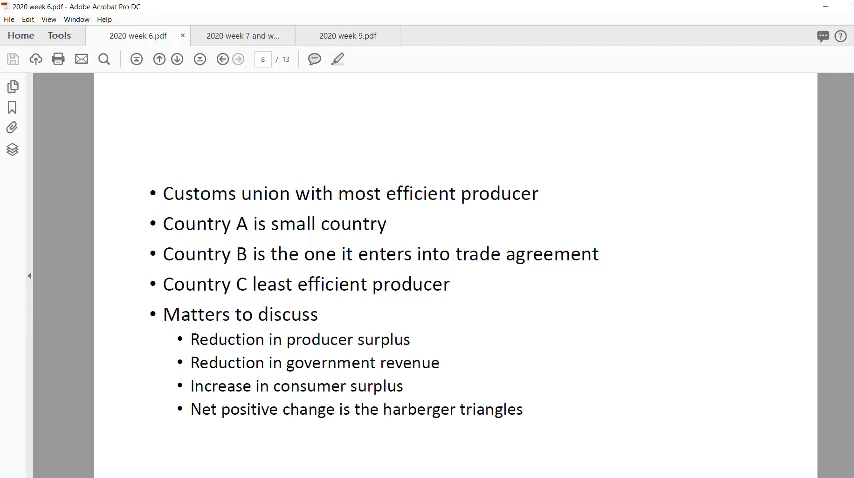 2020 week 6.pdf - Adobe Acrobat Pro DC
File Edit View Window Help
Home Tools 2020 week 6.pdf × 2020 week 7 and w... 2020 week 9.pdf
8 / 13
• Customs union with most efficient producer
• Country A is small country
• Country B is the one it enters into trade agreement
• Country C least efficient producer
• Matters to discuss
• Reduction in producer surplus
• Reduction in government revenue
• Increase in consumer surplus
• Net positive change is the harberger triangles